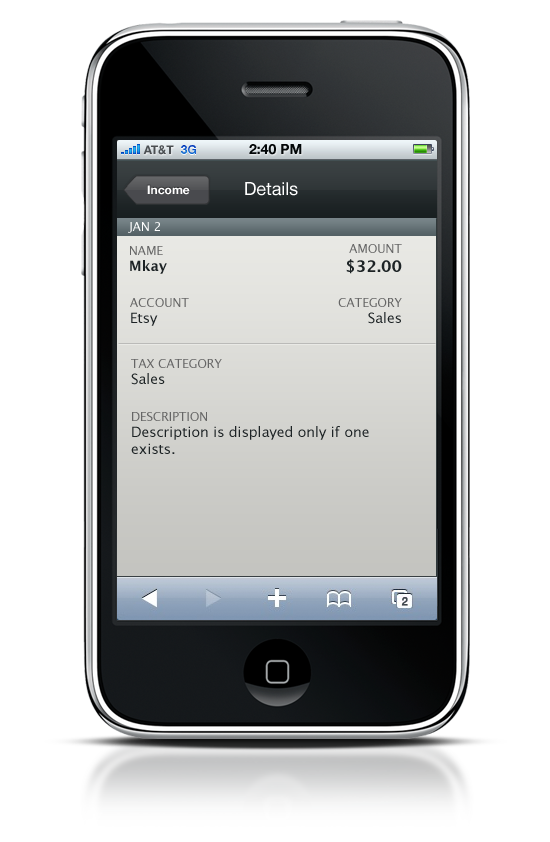 AT&T 3G 2:40 PM
Income Details
JAN 2
NAME AMOUNT
Mkay $32.00
ACCOUNT CATEGORY
Etsy Sales
TAX CATEGORY
Sales
DESCRIPTION
Description is displayed only if one
exists.
2